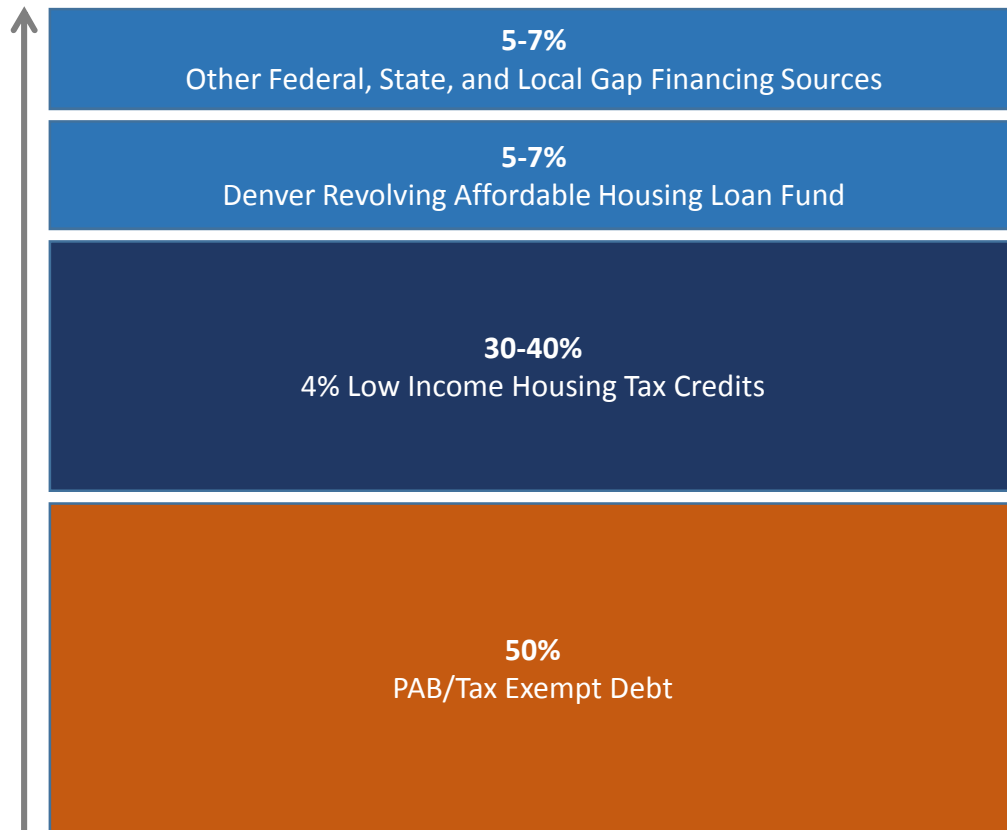 5-7%
Other Federal, State, and Local Gap Financing Sources
5-7%
Denver Revolving Affordable Housing Loan Fund
30-40%
4% Low Income Housing Tax Credits
50%
PAB/Tax Exempt Debt